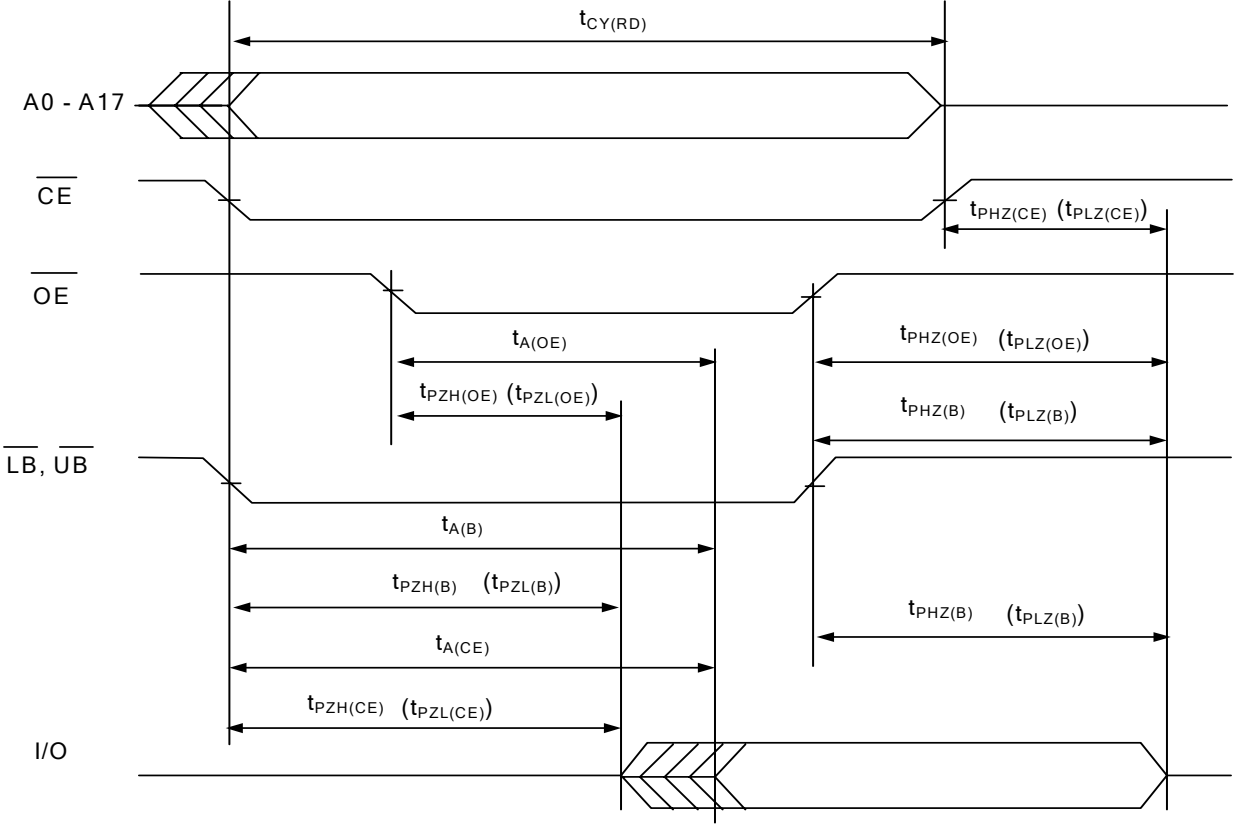 tCY(RD)
A0 - A17
CE
tPHZ(CE) (tPLZ(CE))
OE
tA(OE)
tPHZ(OE) (tPLZ(OE))
tPZH(OE) (tPZL(OE))
tPHZ(B) (tPLZ(B))
LB, UB
tA(B)
tPZH(B) (tPZL(B))
tPHZ(B) (tPLZ(B))
tA(CE)
tPZH(CE) (tPZL(CE))
I/O